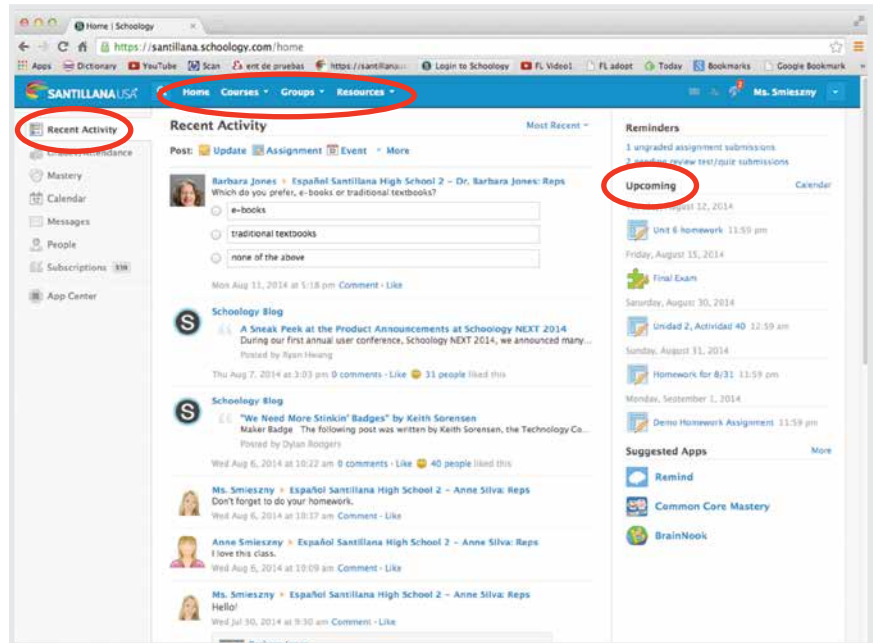 Home | Schoology
https://santillana.schoology.com/home
Apps Dictionary YouTube Scan ent de pruebas https://santillana... Login to Schoology FL Video1 FL adopt Today Bookmarks Google Bookmark »
SANTILLANA USA Home Courses Groups Resources Ms. Smieszny
Recent Activity
Grades/Attendance
Mastery
Calendar
Messages
People
Subscriptions
App Center
Recent Activity Most Recent
Post: Update Assignment Event More
Barbara Jones ▸ Español Santillana High School 2 – Dr. Barbara Jones: Reps
Which do you prefer, e-books or traditional textbooks?
e-books
traditional textbooks
none of the above
Mon Aug 11, 2014 at 5:18 pm Comment · Like
Schoology Blog
A Sneak Peek at the Product Announcements at Schoology NEXT 2014
During our first annual user conference, Schoology NEXT 2014, we announced many...
Posted by Ryan Hwang
Thu Aug 7, 2014 at 3:03 pm 0 comments · Like 31 people liked this
Schoology Blog
"We Need More Stinkin' Badges" by Keith Sorensen
Maker Badge The following post was written by Keith Sorensen, the Technology Co...
Posted by Dylan Rodgers
Wed Aug 6, 2014 at 10:22 am 0 comments · Like 40 people liked this
Ms. Smieszny ▸ Español Santillana High School 2 – Anne Silva: Reps
Don't forget to do your homework.
Wed Aug 6, 2014 at 10:37 am Comment · Like
Anne Smieszny ▸ Español Santillana High School 2 – Anne Silva: Reps
I love this class.
Wed Aug 6, 2014 at 10:09 am Comment · Like
Ms. Smieszny ▸ Español Santillana High School 2 – Anne Silva: Reps
Hello!
Wed Jul 30, 2014 at 9:30 am Comment · Like
Reminders
1 ungraded assignment submissions
2 pending review test/quiz submissions
Upcoming Calendar
August 12, 2014
Unit 6 homework 11:59 pm
Friday, August 15, 2014
Final Exam
Saturday, August 30, 2014
Unidad 2, Actividad 40 12:59 am
Sunday, August 31, 2014
Homework for 8/31 11:59 pm
Monday, September 1, 2014
Demo Homework Assignment 11:59 pm
Suggested Apps More
Remind
Common Core Mastery
BrainNook